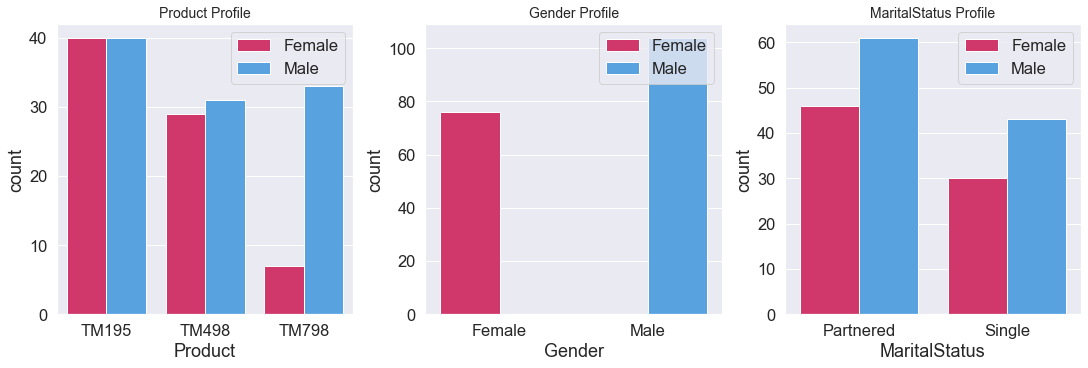 Product Profile
Female
Male
40
30
20
10
0
count
TM195 TM498 TM798
Product
Gender Profile
Female
Male
100
80
60
40
20
0
count
Female Male
Gender
MaritalStatus Profile
Female
Male
60
50
40
30
20
10
0
count
Partnered Single
MaritalStatus